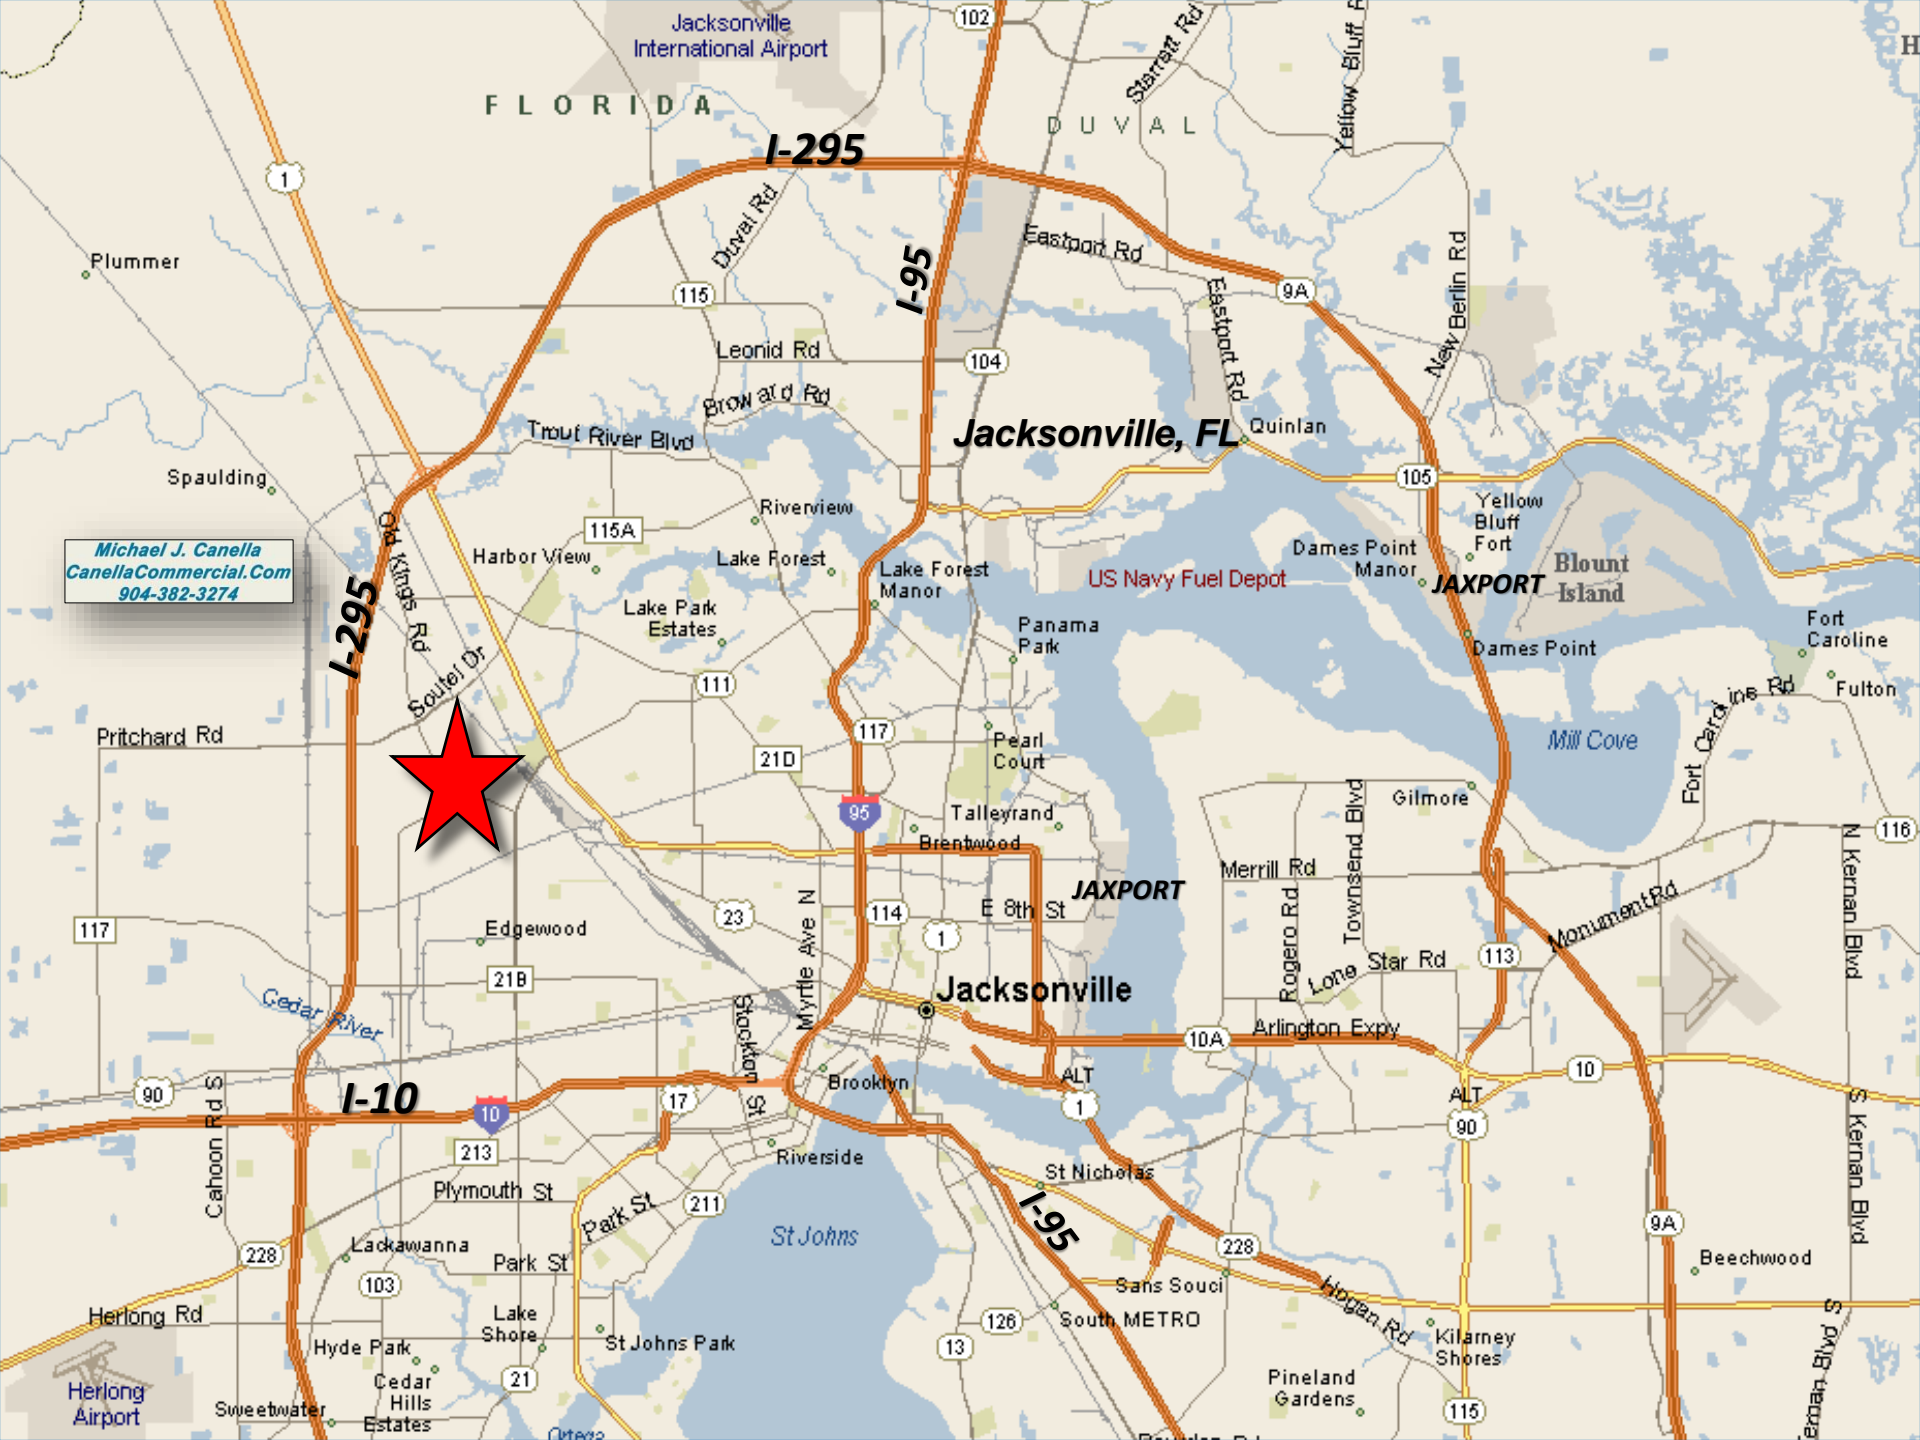 Jacksonville
International Airport
102
Starratt Rd
H
FLORIDA
DUVAL
I-295
1
Plummer
Duval Rd
Eastport Rd
I-95
115
9A
New Berlin Rd
Eastport Rd
Leonid Rd
104
Broward Rd
Trout River Blvd
Jacksonville, FL
Quinlan
Spaulding
105
Riverview
Yellow
Bluff
Fort
115A
Old Kings Rd
Michael J. Canella
CanellaCommercial.Com
904-382-3274
Harbor View
Lake Forest
Lake Forest
Manor
US Navy Fuel Depot
Dames Point
Manor
JAXPORT
Blount
Island
I-295
Lake Park
Estates
Panama
Park
Fort
Caroline
Dames Point
Soutel Dr
111
Fulton
Fort Caroline Rd
Pritchard Rd
117
21D
Pearl
Court
Mill Cove
95
Talleyrand
Gilmore
Townsend Blvd
Brentwood
116
N Kernan Blvd
Merrill Rd
JAXPORT
Rogero Rd
Monument Rd
23
114
E 8th St
1
117
Edgewood
Myrtle Ave N
113
Lone Star Rd
21B
Jacksonville
Cedar River
Stockton St
10A
Arlington Expy
10
90
Cahoon Rd S
I-10
10
17
Brooklyn
ALT
1
ALT
90
S Kernan Blvd
213
Riverside
St Nicholas
Plymouth St
Park St
211
I-95
St Johns
228
9A
228
Lackawanna
Park St
Beechwood
103
Sans Souci
Hogan Rd
Herlong Rd
Lake
Shore
126
South METRO
Hyde Park
St Johns Park
13
Kilarney
Shores
S
Herlong
Airport
Cedar
Hills
Estates
21
Pineland
Gardens
Sweetwater
115
Ortega